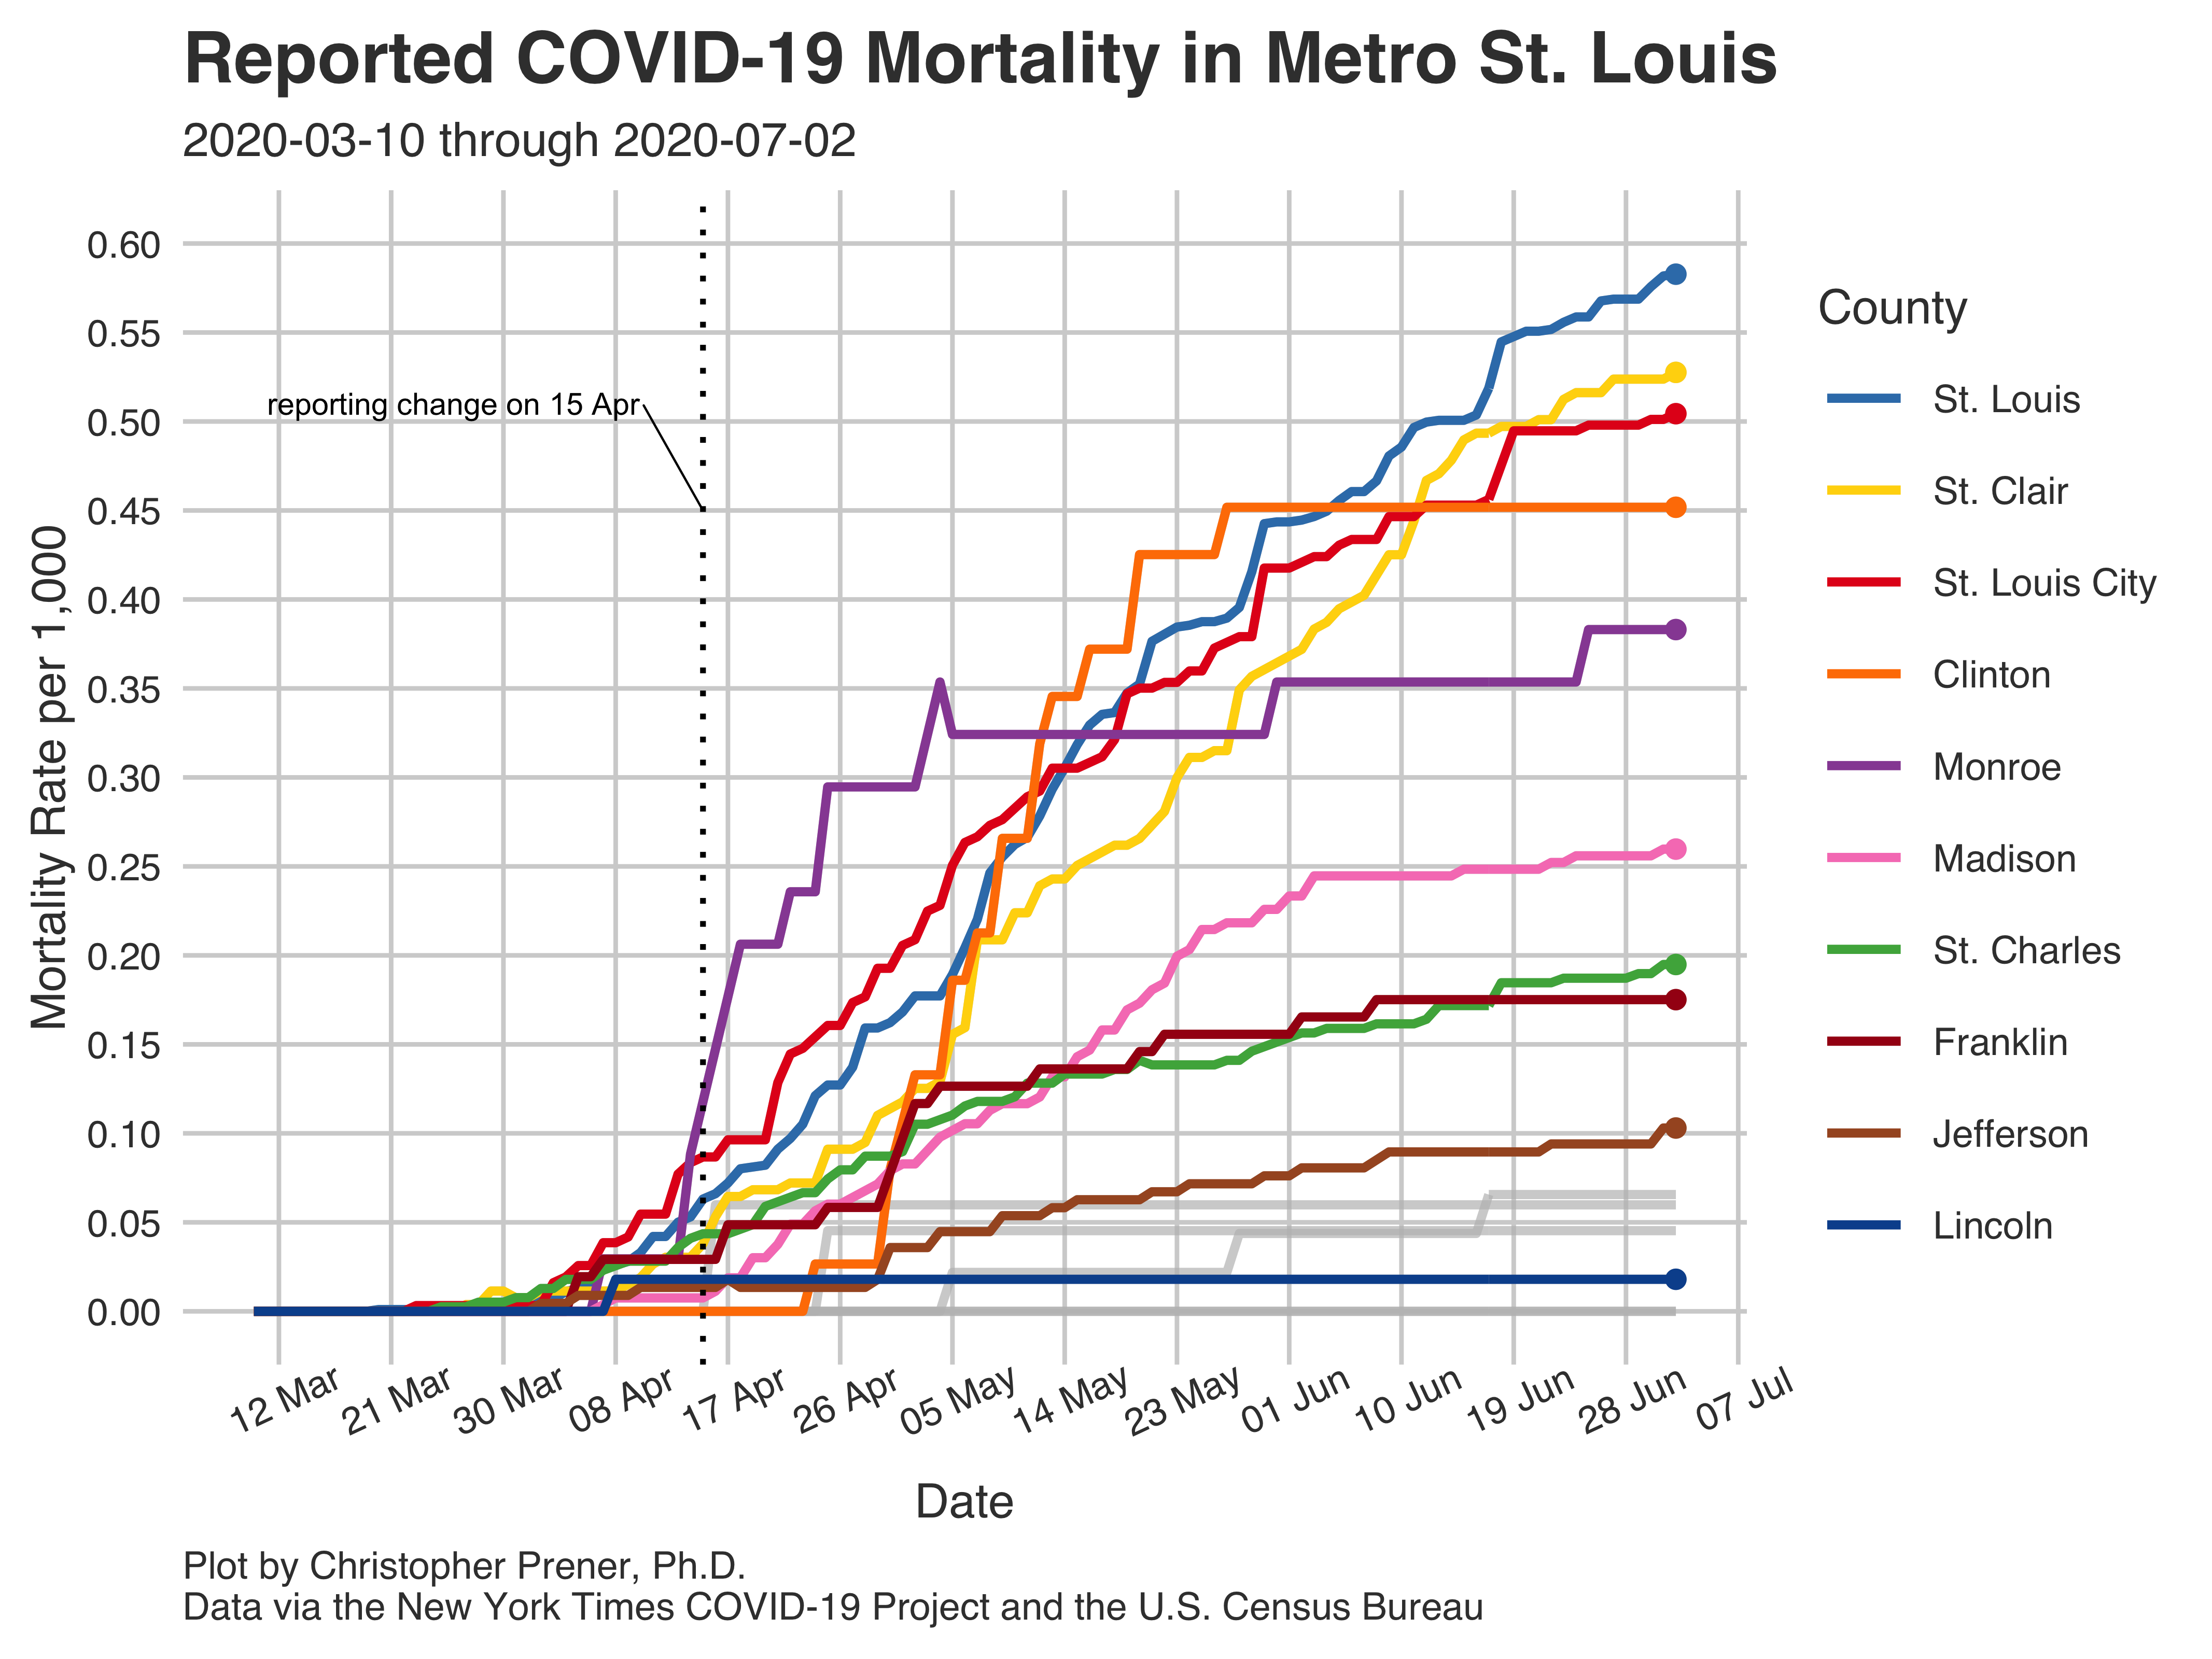 Reported COVID-19 Mortality in Metro St. Louis
2020-03-10 through 2020-07-02
Mortality Rate per 1,000
0.60
0.55
0.50
0.45
0.40
0.35
0.30
0.25
0.20
0.15
0.10
0.05
0.00
reporting change on 15 Apr
12 Mar
21 Mar
30 Mar
08 Apr
17 Apr
26 Apr
05 May
14 May
23 May
01 Jun
10 Jun
19 Jun
28 Jun
07 Jul
Date
County
St. Louis
St. Clair
St. Louis City
Clinton
Monroe
Madison
St. Charles
Franklin
Jefferson
Lincoln
Plot by Christopher Prener, Ph.D.
Data via the New York Times COVID-19 Project and the U.S. Census Bureau